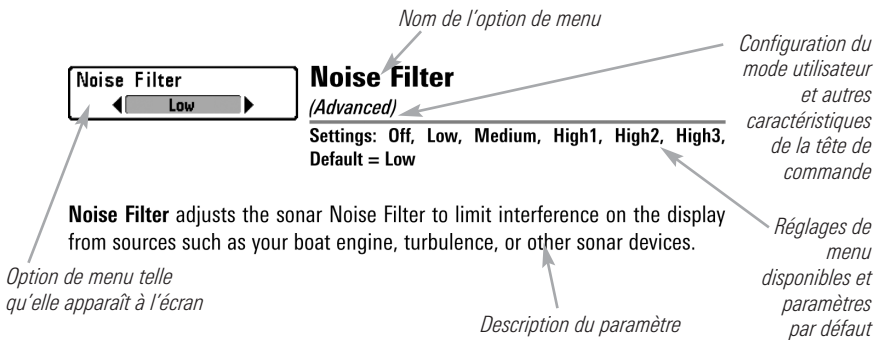 Nom de l'option de menu
Configuration du
mode utilisateur
et autres
caractéristiques
de la tête de
commande
Noise Filter
Low
Noise Filter
(Advanced)
Settings: Off, Low, Medium, High1, High2, High3,
Default = Low
Noise Filter adjusts the sonar Noise Filter to limit interference on the display
from sources such as your boat engine, turbulence, or other sonar devices.
Réglages de
menu
disponibles et
paramètres
par défaut
Option de menu telle
qu'elle apparaît à l'écran
Description du paramètre